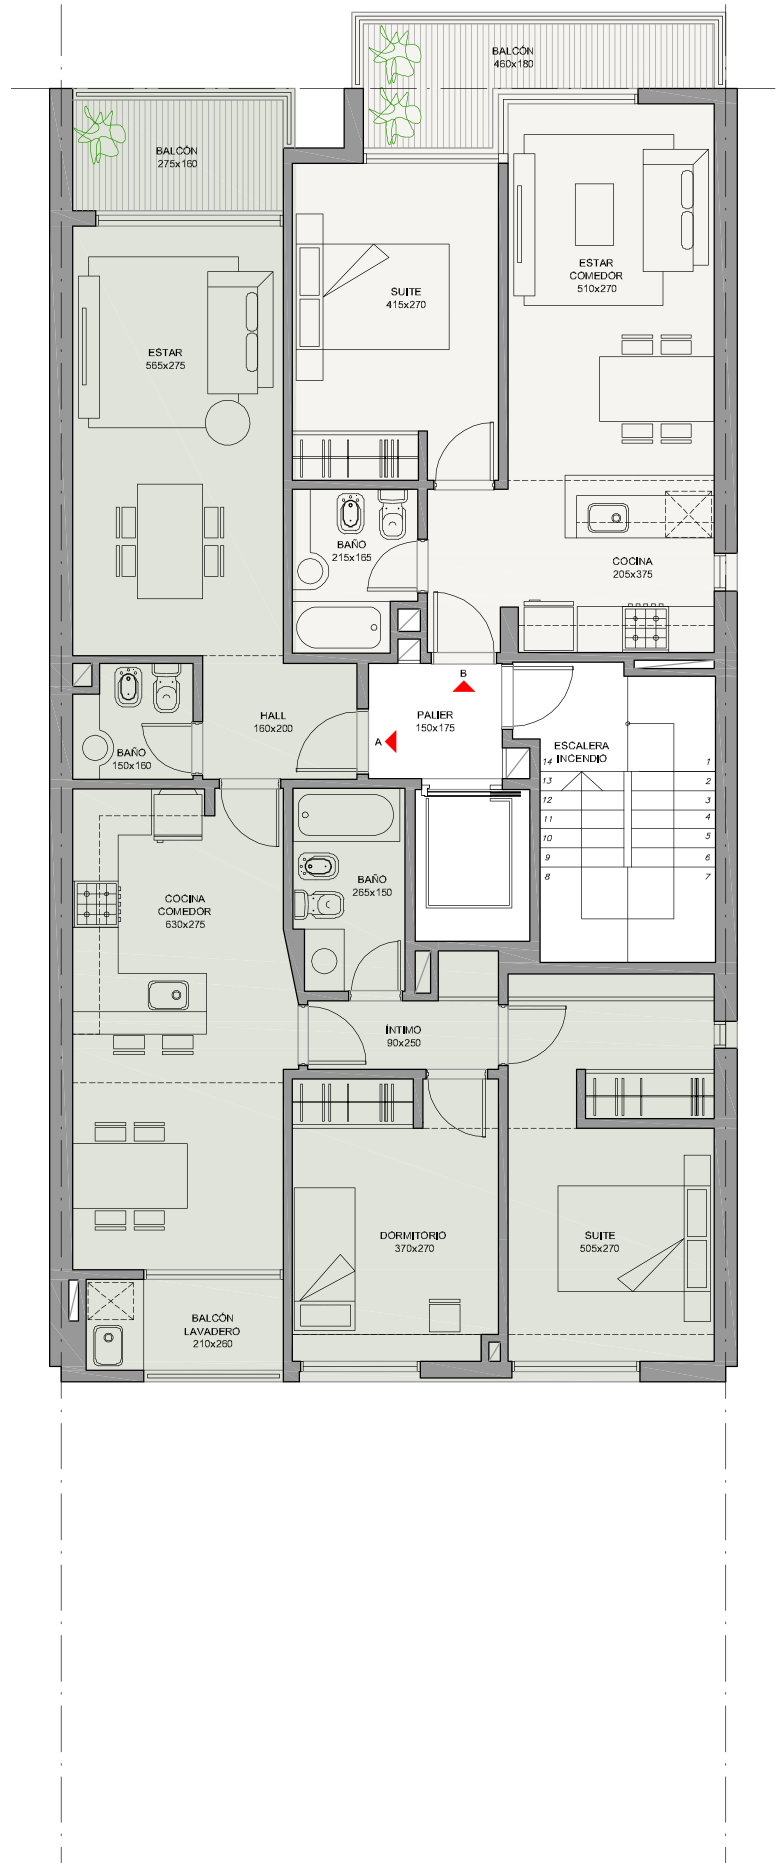 BALCÓN
460x180
BALCÓN
275x160
ESTAR
COMEDOR
510x270
SUITE
415x270
ESTAR
565x275
BAÑO
215x165
COCINA
205x375
B
HALL
160x200
PALIER
150x175
A
BAÑO
150x160
ESCALERA
INCENDIO
14
13
12
11
10
9
8
1
2
3
4
5
6
7
BAÑO
265x150
COCINA
COMEDOR
630x275
ÍNTIMO
90x250
DORMITORIO
370x270
SUITE
505x270
BALCÓN
LAVADERO
210x260